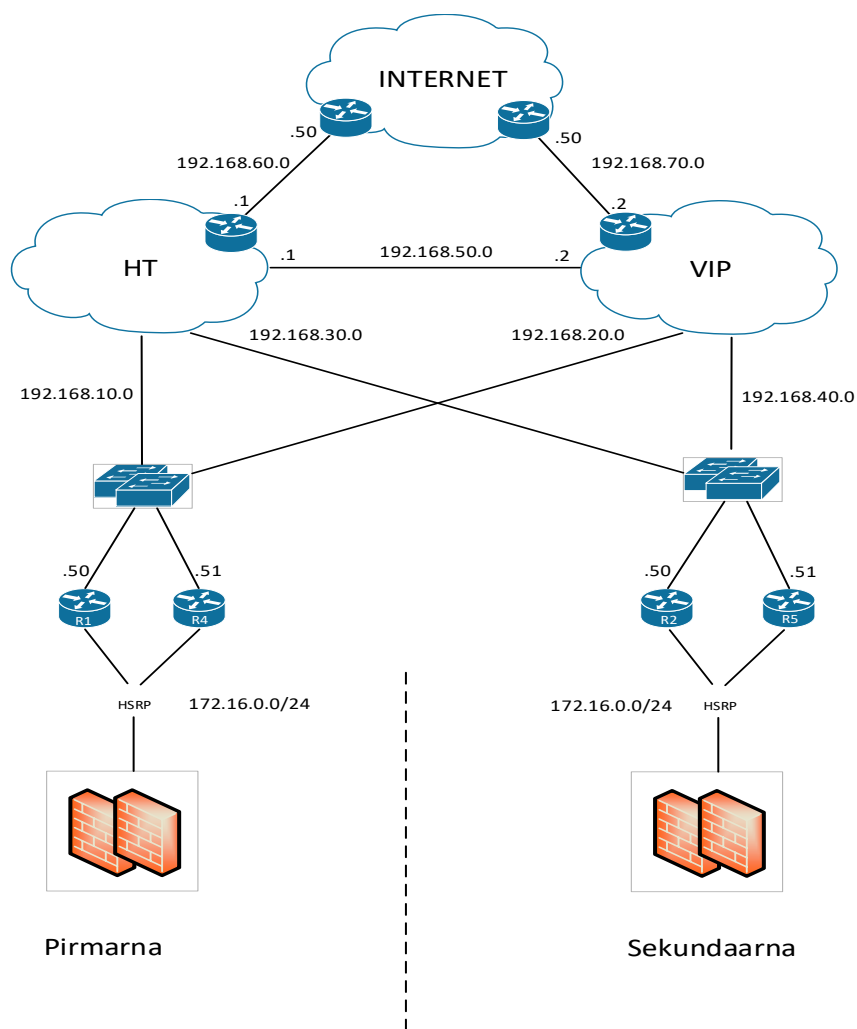 INTERNET
.50
.50
192.168.60.0
192.168.70.0
.1
.2
HT
.1
192.168.50.0
.2
VIP
192.168.30.0
192.168.20.0
192.168.10.0
192.168.40.0
.50
.51
.50
.51
R1
R4
R2
R5
HSRP
172.16.0.0/24
172.16.0.0/24
HSRP
Pirmarna
Sekundaarna